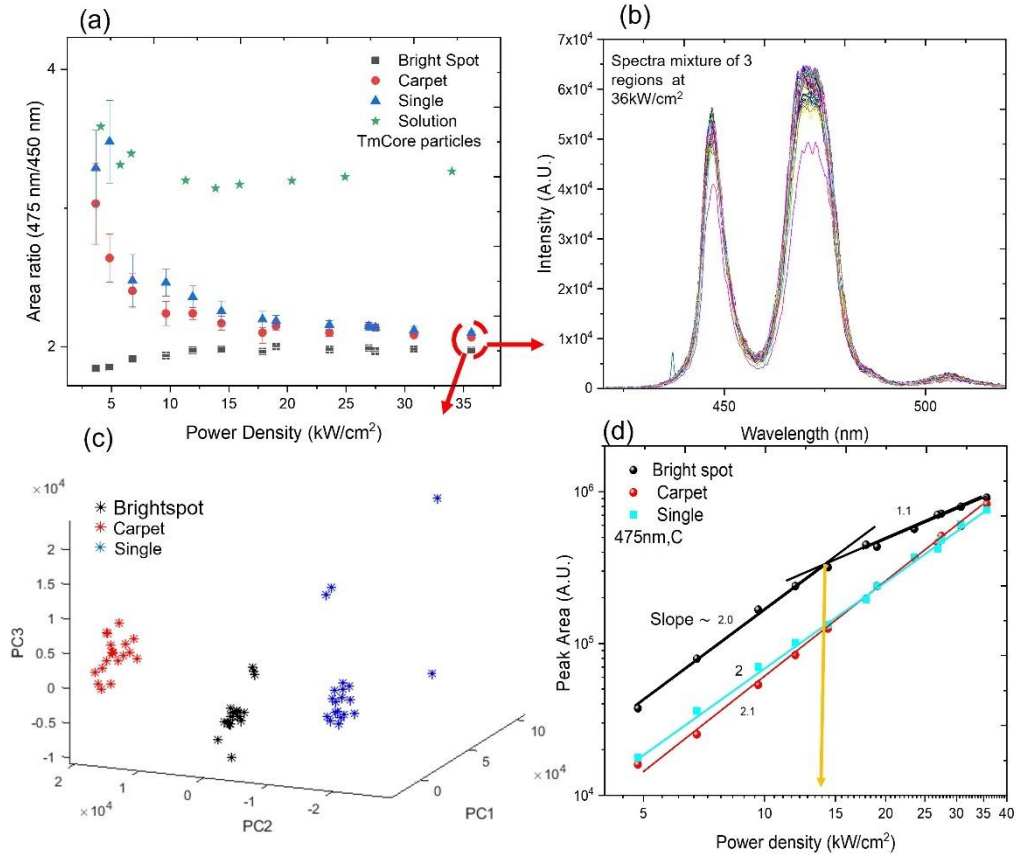 (a)
4
2
Area ratio (475 nm/450 nm)
Bright Spot
Carpet
Single
Solution
TmCore particles
5 10 15 20 25 30 35
Power Density (kW/cm²)
(b)
7x10⁴
6x10⁴
5x10⁴
4x10⁴
3x10⁴
2x10⁴
1x10⁴
0
Intensity (A.U.)
Spectra mixture of 3
regions at
36kW/cm²
450 500
Wavelength (nm)
(c)
×10⁴
Brightspot
Carpet
Single
2
1.5
1
0.5
0
-0.5
-1
PC3
2 1 0 -1 -2
×10⁴
PC2
0 5 10
×10⁴
PC1
(d)
Bright spot
Carpet
Single
475nm,C
10⁶
10⁵
10⁴
Peak Area (A.U.)
1.1
Slope ~ 2.0
2
2.1
5 10 15 20 25 30 35 40
Power density (kW/cm²)